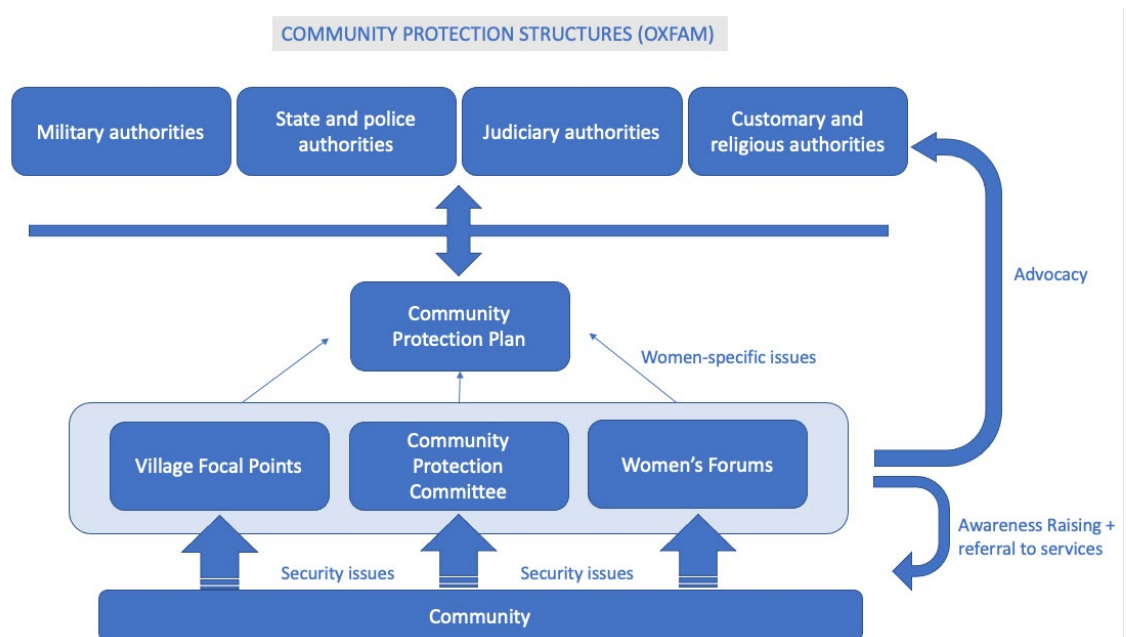 COMMUNITY PROTECTION STRUCTURES (OXFAM)
Military authorities
State and police
authorities
Judiciary authorities
Customary and
religious authorities
Advocacy
Community
Protection Plan
Women-specific issues
Village Focal Points
Community
Protection
Committee
Women's Forums
Awareness Raising +
referral to services
Security issues
Security issues
Community